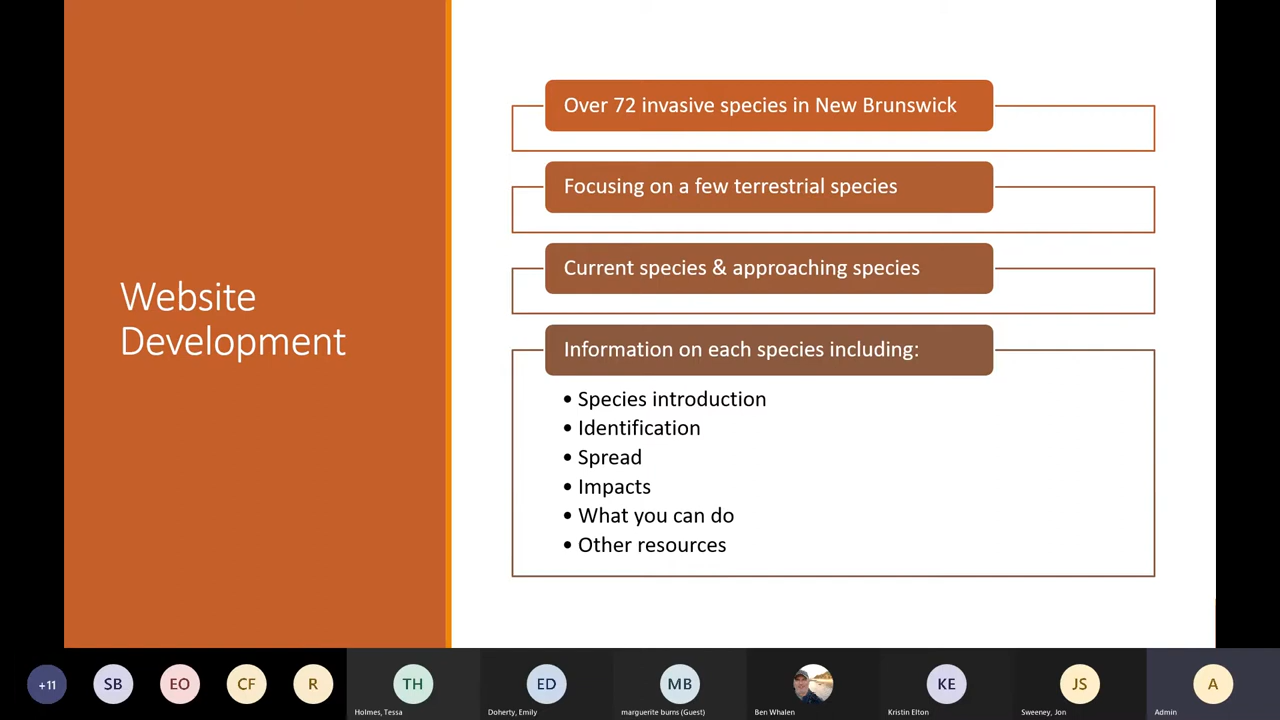 Website
Development
Over 72 invasive species in New Brunswick
Focusing on a few terrestrial species
Current species & approaching species
Information on each species including:
• Species introduction
• Identification
• Spread
• Impacts
• What you can do
• Other resources
+11
SB
EO
CF
R
TH
ED
MB
KE
JS
A
Holmes, Tessa
Doherty, Emily
marguerite burns (Guest)
Ben Whalen
Kristin Elton
Sweeney, Jon
Admin